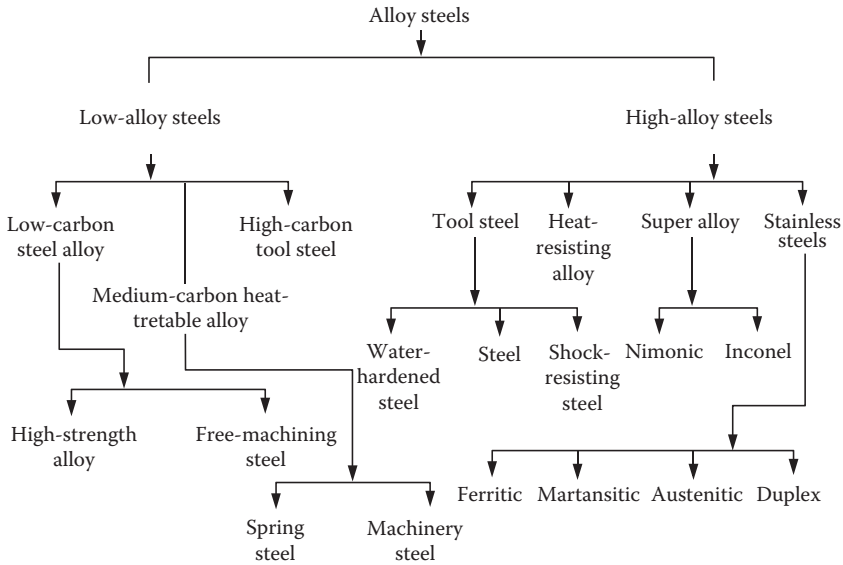 Alloy steels
Low-alloy steels
High-alloy steels
Low-carbon
steel alloy
High-carbon
tool steel
Medium-carbon heat-
tretable alloy
Tool steel
Heat-
resisting
alloy
Super alloy
Stainless
steels
Water-
hardened
steel
Steel
Shock-
resisting
steel
Nimonic
Inconel
High-strength
alloy
Free-machining
steel
Spring
steel
Machinery
steel
Ferritic
Martansitic
Austenitic
Duplex